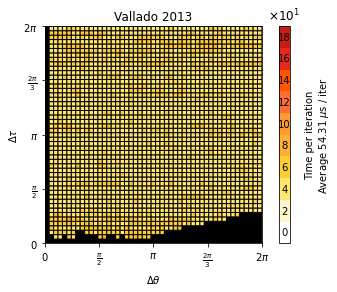 Vallado 2013
×10¹
2π
2π/3
π
π/2
0
Δτ
0
π/2
π
2π/3
2π
Δθ
18
16
14
12
10
8
6
4
2
0
Time per iteration
Average 54.31 μs / iter